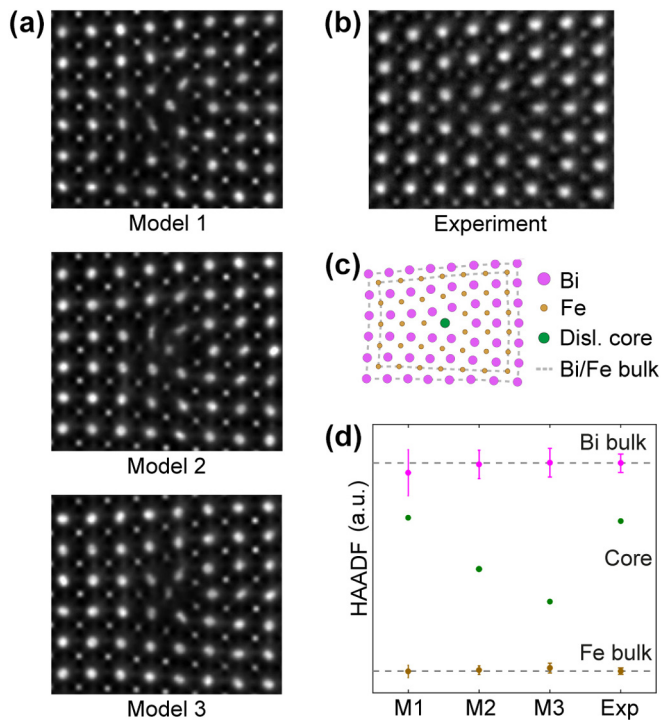 (a)
Model 1
Model 2
Model 3
(b)
Experiment
(c)
Bi
Fe
Disl. core
Bi/Fe bulk
(d)
HAADF (a.u.)
Bi bulk
Core
Fe bulk
M1 M2 M3 Exp